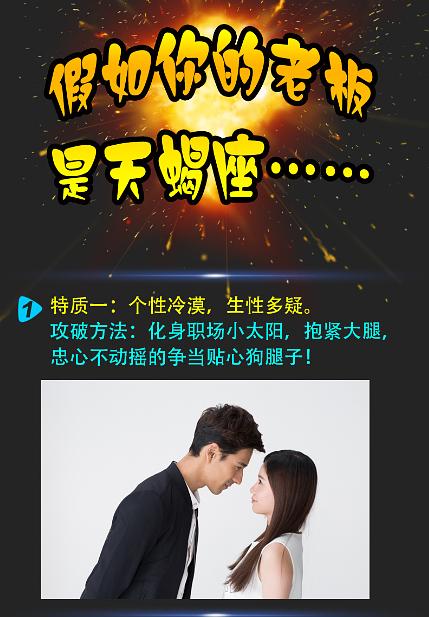 假如你的老板
是天蝎座……
1 特质一：个性冷漠，生性多疑。
攻破方法：化身职场小太阳，抱紧大腿，
忠心不动摇的争当贴心狗腿子！